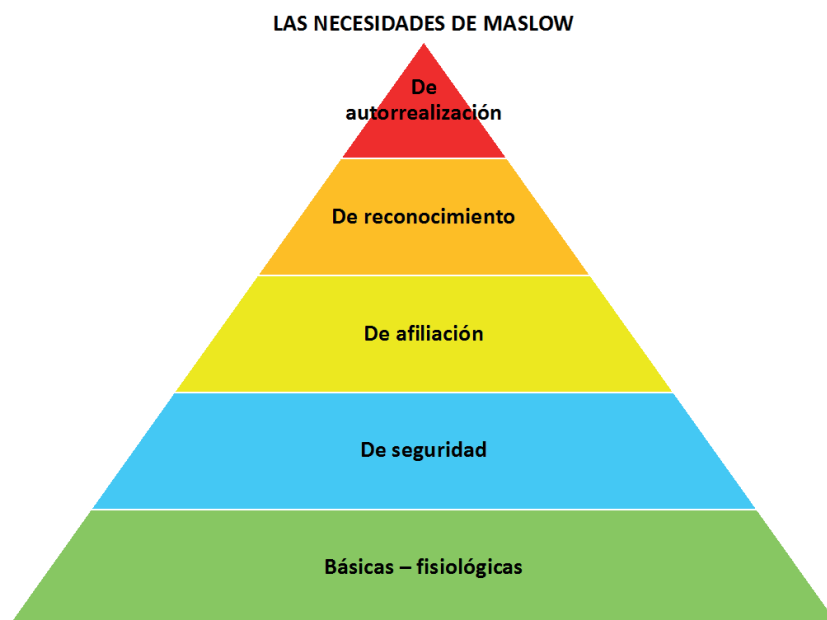 LAS NECESIDADES DE MASLOW
De
autorrealización
De reconocimiento
De afiliación
De seguridad
Básicas – fisiológicas